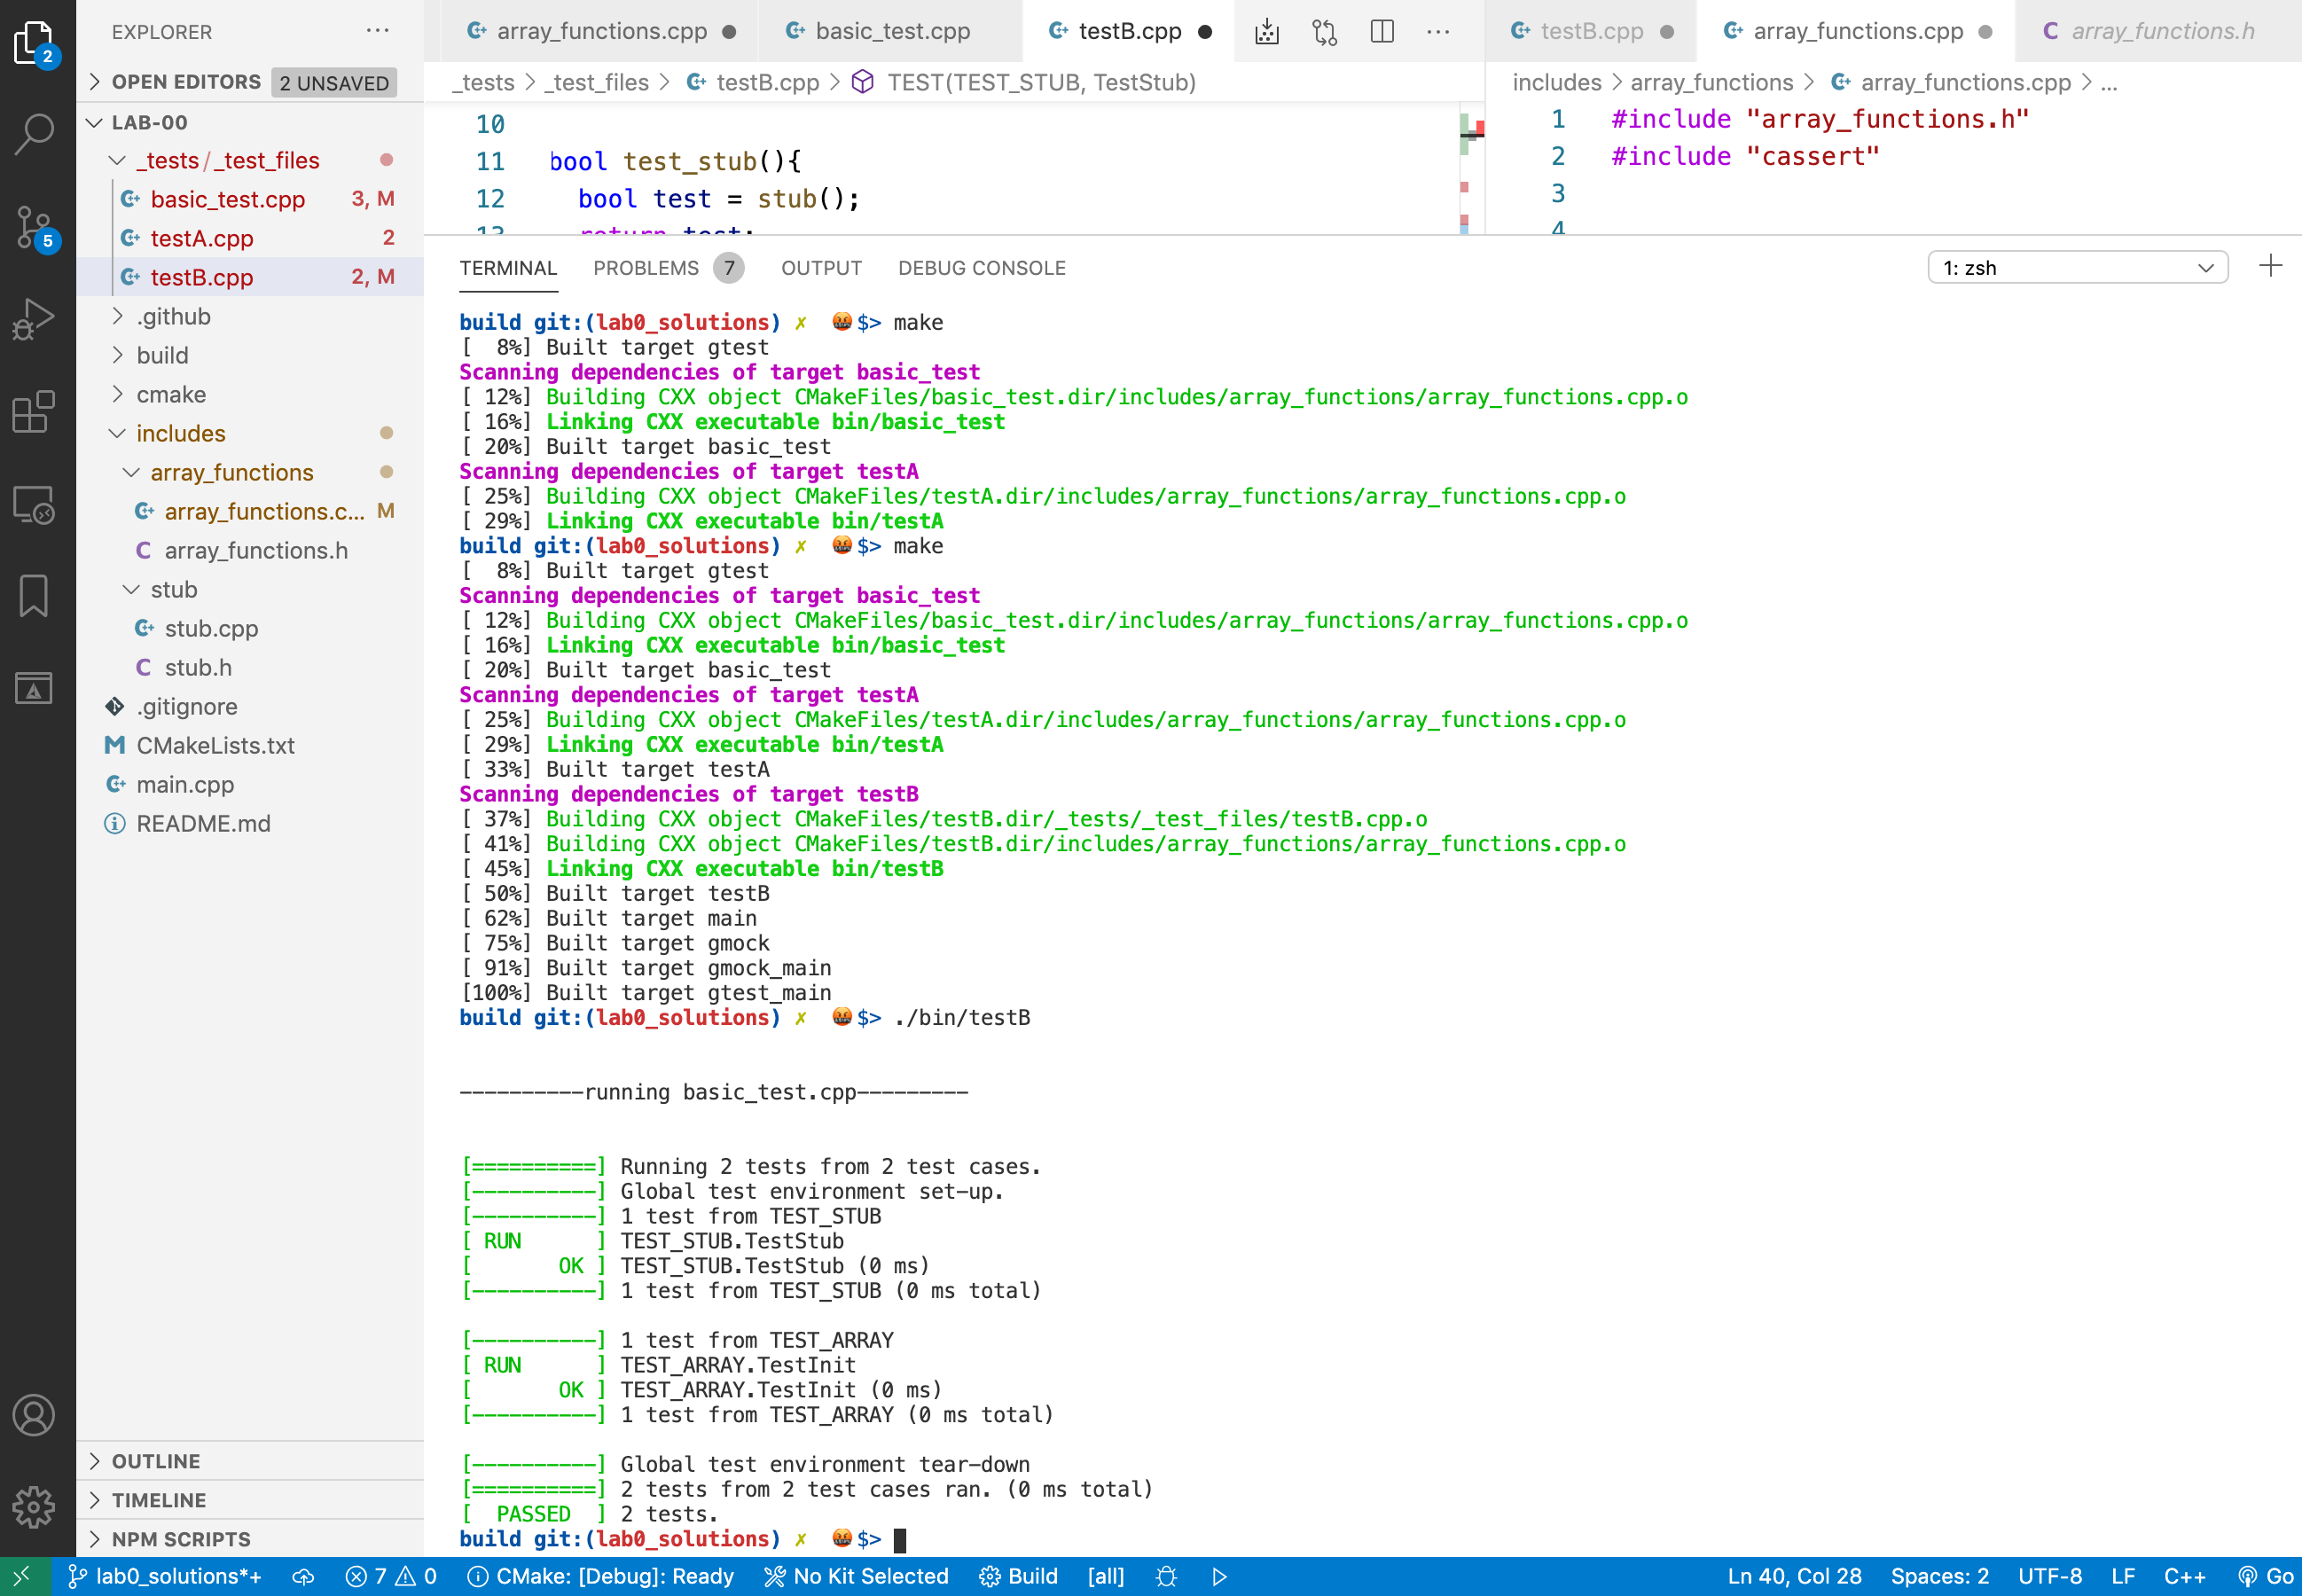 EXPLORER
OPEN EDITORS 2 UNSAVED
LAB-00
_tests/_test_files
basic_test.cpp 3, M
testA.cpp 2
testB.cpp 2, M
.github
build
cmake
includes
array_functions
array_functions.c... M
array_functions.h
stub
stub.cpp
stub.h
.gitignore
CMakeLists.txt
main.cpp
README.md
OUTLINE
TIMELINE
NPM SCRIPTS
2
5
array_functions.cpp basic_test.cpp testB.cpp
_tests > _test_files > testB.cpp > TEST(TEST_STUB, TestStub)
10
11 bool test_stub(){
12 bool test = stub();
13 return test;
testB.cpp array_functions.cpp array_functions.h
includes > array_functions > array_functions.cpp > ...
1 #include "array_functions.h"
2 #include "cassert"
3
4
TERMINAL PROBLEMS 7 OUTPUT DEBUG CONSOLE 1: zsh
build git:(lab0_solutions) ✗ 🤬$> make
[  8%] Built target gtest
Scanning dependencies of target basic_test
[ 12%] Building CXX object CMakeFiles/basic_test.dir/includes/array_functions/array_functions.cpp.o
[ 16%] Linking CXX executable bin/basic_test
[ 20%] Built target basic_test
Scanning dependencies of target testA
[ 25%] Building CXX object CMakeFiles/testA.dir/includes/array_functions/array_functions.cpp.o
[ 29%] Linking CXX executable bin/testA
build git:(lab0_solutions) ✗ 🤬$> make
[  8%] Built target gtest
Scanning dependencies of target basic_test
[ 12%] Building CXX object CMakeFiles/basic_test.dir/includes/array_functions/array_functions.cpp.o
[ 16%] Linking CXX executable bin/basic_test
[ 20%] Built target basic_test
Scanning dependencies of target testA
[ 25%] Building CXX object CMakeFiles/testA.dir/includes/array_functions/array_functions.cpp.o
[ 29%] Linking CXX executable bin/testA
[ 33%] Built target testA
Scanning dependencies of target testB
[ 37%] Building CXX object CMakeFiles/testB.dir/_tests/_test_files/testB.cpp.o
[ 41%] Building CXX object CMakeFiles/testB.dir/includes/array_functions/array_functions.cpp.o
[ 45%] Linking CXX executable bin/testB
[ 50%] Built target testB
[ 62%] Built target main
[ 75%] Built target gmock
[ 91%] Built target gmock_main
[100%] Built target gtest_main
build git:(lab0_solutions) ✗ 🤬$> ./bin/testB
----------running basic_test.cpp---------
[==========] Running 2 tests from 2 test cases.
[----------] Global test environment set-up.
[----------] 1 test from TEST_STUB
[ RUN      ] TEST_STUB.TestStub
[       OK ] TEST_STUB.TestStub (0 ms)
[----------] 1 test from TEST_STUB (0 ms total)
[----------] 1 test from TEST_ARRAY
[ RUN      ] TEST_ARRAY.TestInit
[       OK ] TEST_ARRAY.TestInit (0 ms)
[----------] 1 test from TEST_ARRAY (0 ms total)
[----------] Global test environment tear-down
[==========] 2 tests from 2 test cases ran. (0 ms total)
[  PASSED  ] 2 tests.
build git:(lab0_solutions) ✗ 🤬$>
lab0_solutions*+ 7 0 CMake: [Debug]: Ready No Kit Selected Build [all] Ln 40, Col 28 Spaces: 2 UTF-8 LF C++ Go